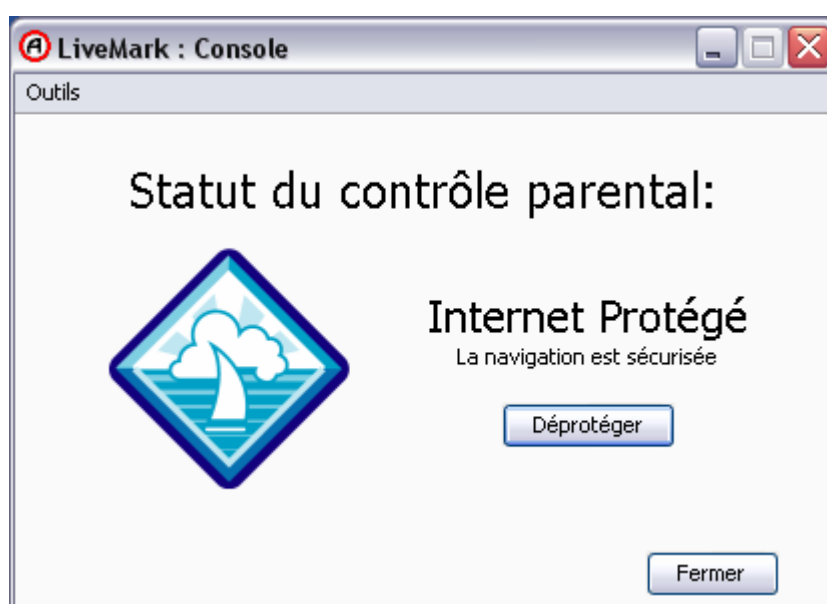 LiveMark : Console
Outils
Statut du contrôle parental:
Internet Protégé
La navigation est sécurisée
Déprotéger
Fermer